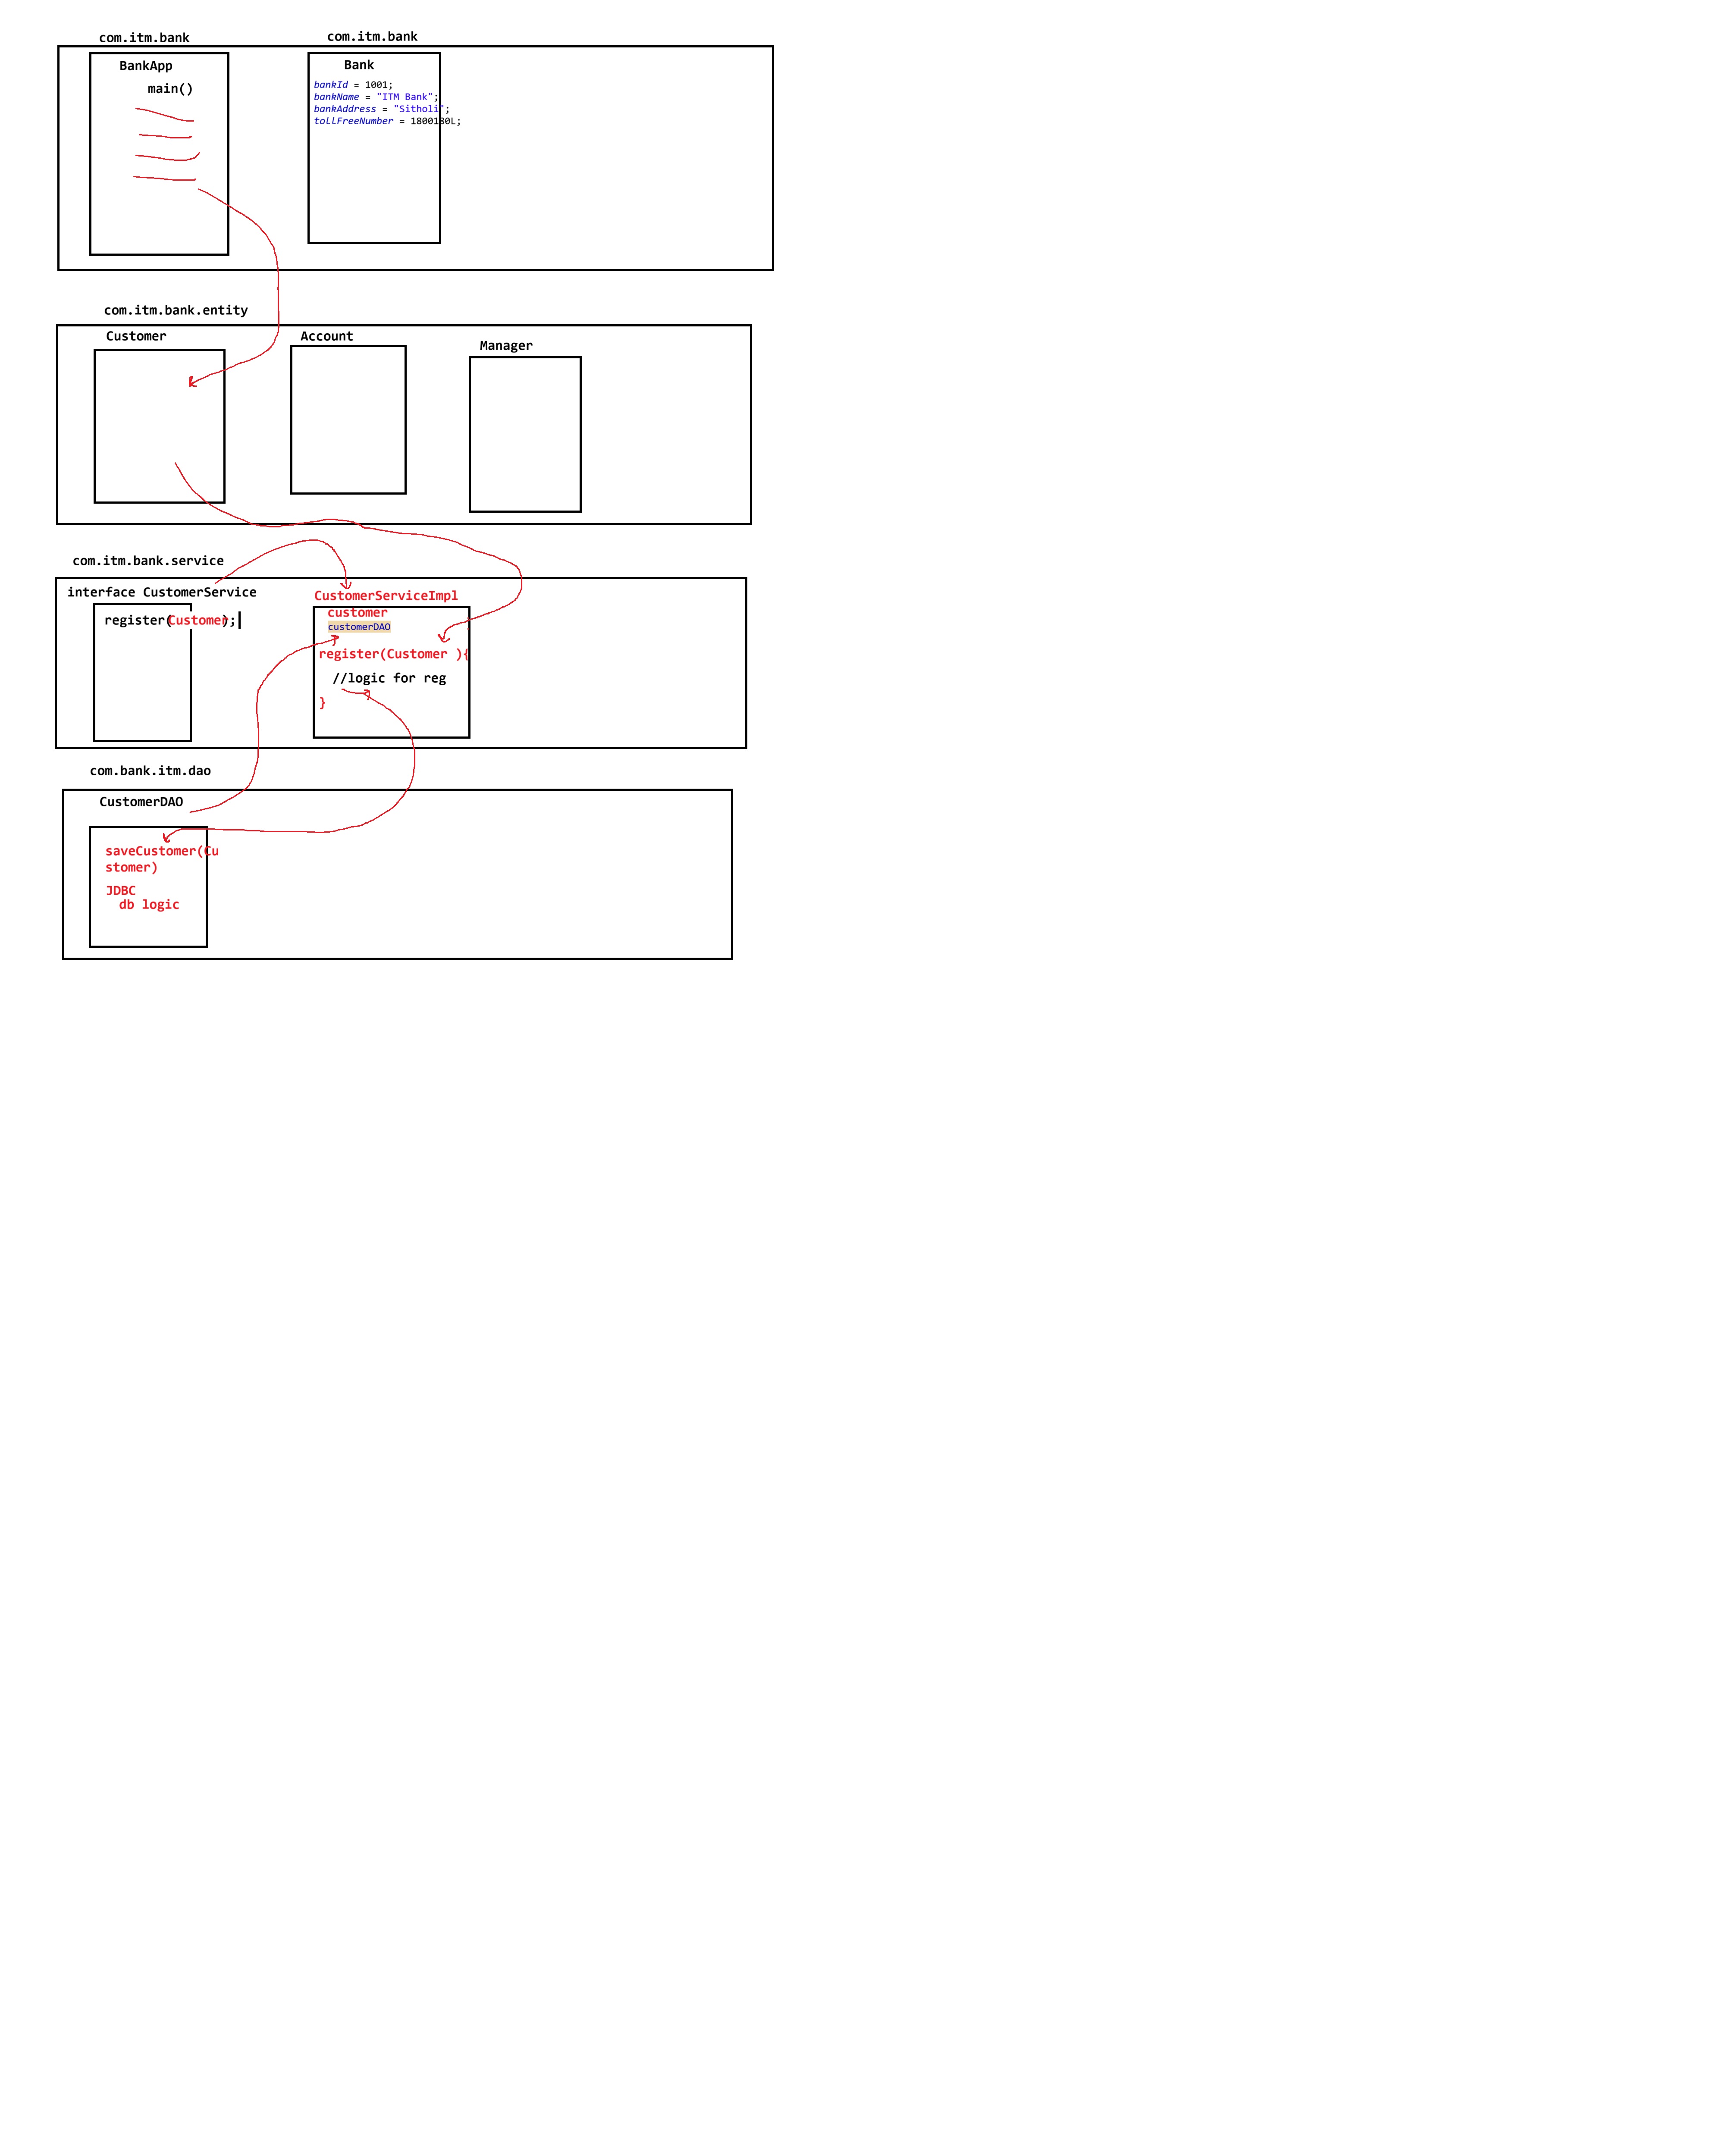 com.itm.bank
com.itm.bank
BankApp
main()
Bank
bankId = 1001;
bankName = "ITM Bank";
bankAddress = "Sitholi";
tollFreeNumber = 1800180L;
com.itm.bank.entity
Customer
Account
Manager
com.itm.bank.service
interface CustomerService
register(Customer);
CustomerServiceImpl
customer
customerDAO
register(Customer ){
//logic for reg
}
com.bank.itm.dao
CustomerDAO
saveCustomer(Cu
stomer)
JDBC
db logic